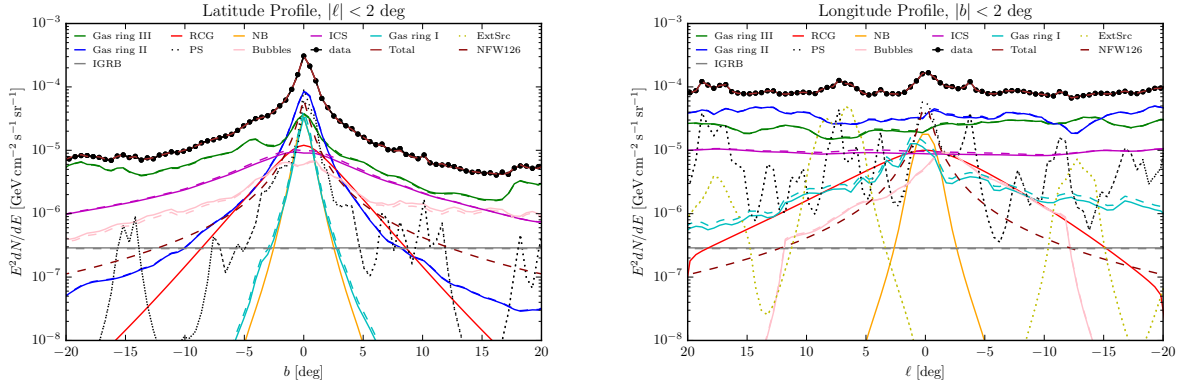 Latitude Profile, |ℓ| < 2 deg
Gas ring III RCG NB ICS Gas ring I ExtSrc
Gas ring II PS Bubbles data Total NFW126
IGRB
10⁻³
10⁻⁴
10⁻⁵
10⁻⁶
10⁻⁷
10⁻⁸
E²dN/dE [GeV cm⁻² s⁻¹ sr⁻¹]
−20 −15 −10 −5 0 5 10 15 20
b [deg]
Longitude Profile, |b| < 2 deg
Gas ring III RCG NB ICS Gas ring I ExtSrc
Gas ring II PS Bubbles data Total NFW126
IGRB
10⁻³
10⁻⁴
10⁻⁵
10⁻⁶
10⁻⁷
10⁻⁸
E²dN/dE [GeV cm⁻² s⁻¹ sr⁻¹]
20 15 10 5 0 −5 −10 −15 −20
ℓ [deg]